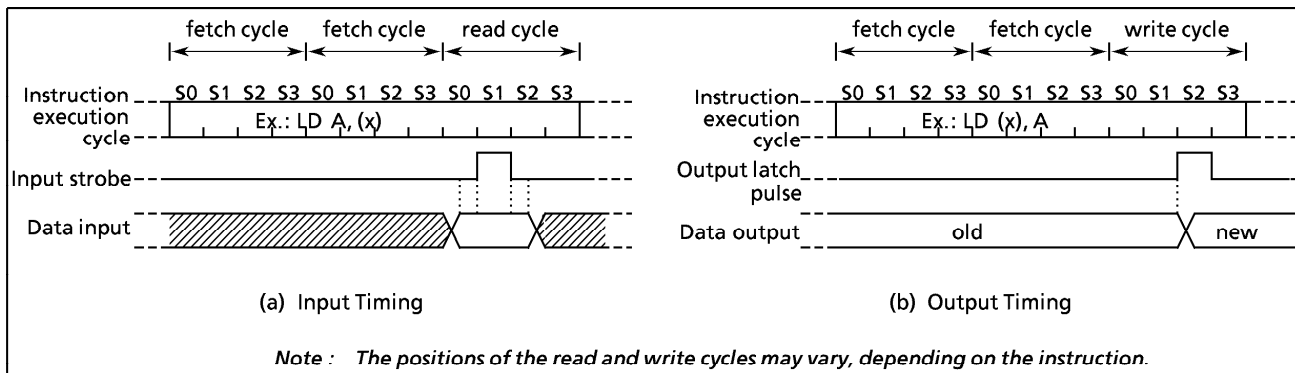 fetch cycle fetch cycle read cycle
S0 S1 S2 S3 S0 S1 S2 S3 S0 S1 S2 S3
Instruction
execution
cycle
Ex.: LD A, (x)
Input strobe
Data input
(a) Input Timing
fetch cycle fetch cycle write cycle
S0 S1 S2 S3 S0 S1 S2 S3 S0 S1 S2 S3
Instruction
execution
cycle
Ex.: LD (x), A
Output latch
pulse
Data output
old
new
(b) Output Timing
Note : The positions of the read and write cycles may vary, depending on the instruction.